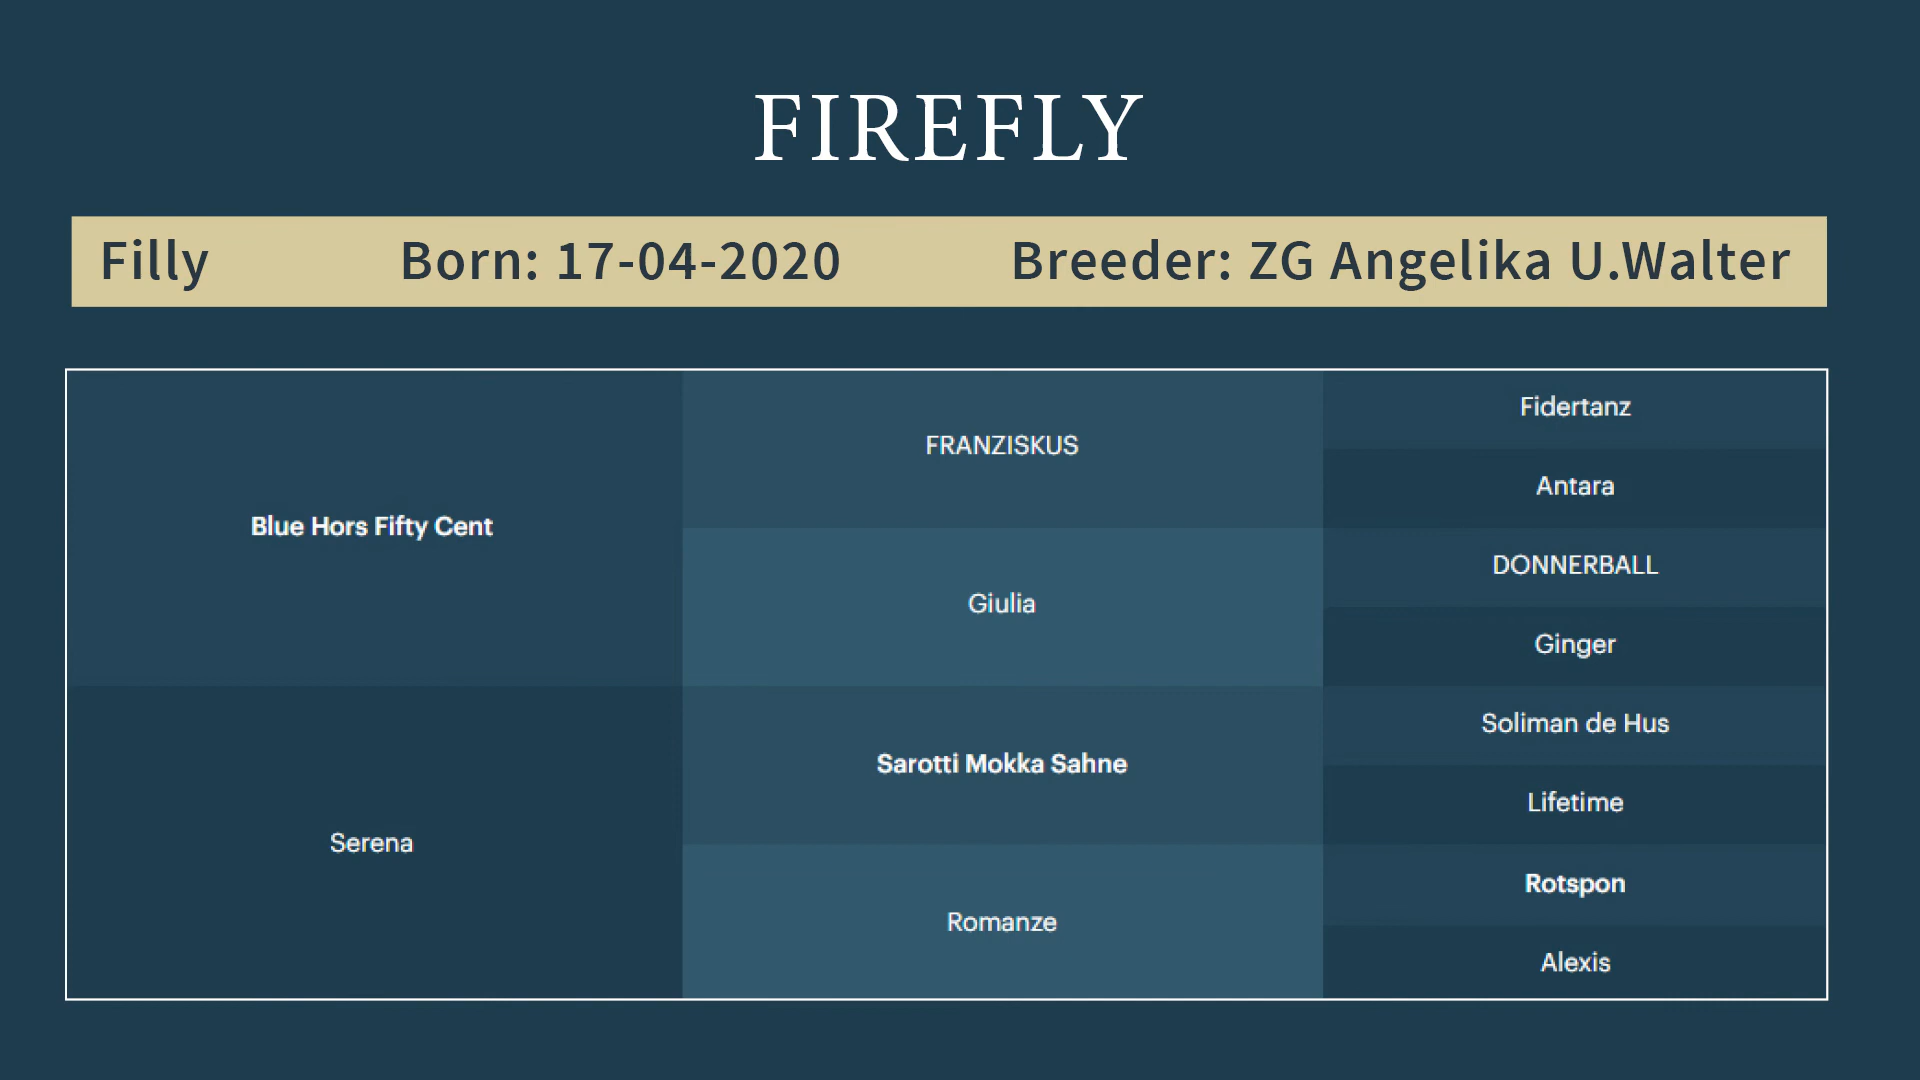 FIREFLY
Filly Born: 17-04-2020 Breeder: ZG Angelika U.Walter
Blue Hors Fifty Cent
FRANZISKUS
Fidertanz
Antara
Giulia
DONNERBALL
Ginger
Serena
Sarotti Mokka Sahne
Soliman de Hus
Lifetime
Romanze
Rotspon
Alexis